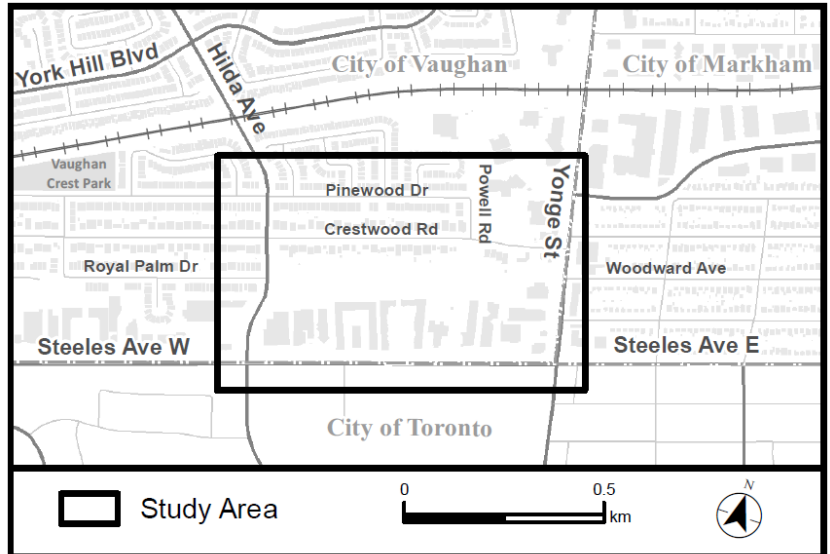 York Hill Blvd
Hilda Ave
City of Vaughan
City of Markham
Vaughan
Crest Park
Pinewood Dr
Powell Rd
Yonge St
Crestwood Rd
Royal Palm Dr
Woodward Ave
Steeles Ave W
Steeles Ave E
City of Toronto
Study Area
0
0.5
km
N